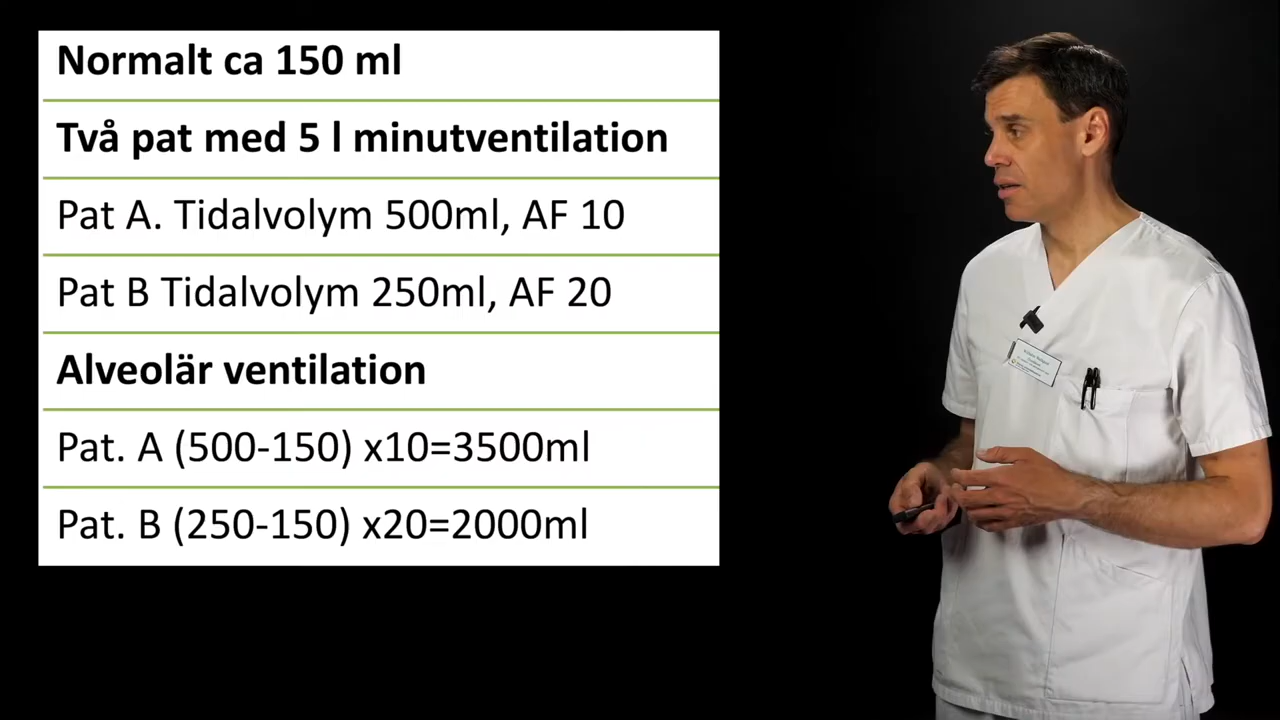 Normalt ca 150 ml
Två pat med 5 l minutventilation
Pat A. Tidalvolym 500ml, AF 10
Pat B Tidalvolym 250ml, AF 20
Alveolär ventilation
Pat. A (500-150) x10=3500ml
Pat. B (250-150) x20=2000ml